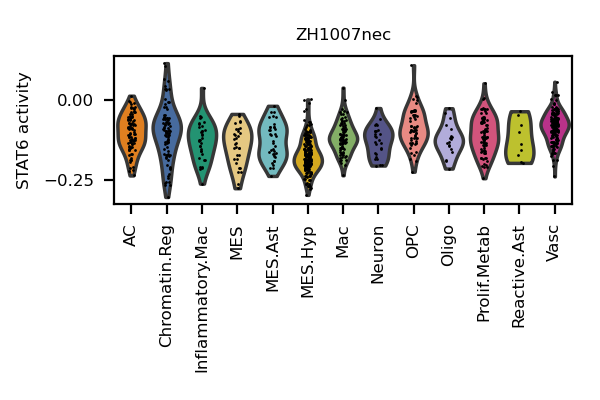 ZH1007nec
STAT6 activity
0.00
−0.25
AC
Chromatin.Reg
Inflammatory.Mac
MES
MES.Ast
MES.Hyp
Mac
Neuron
OPC
Oligo
Prolif.Metab
Reactive.Ast
Vasc